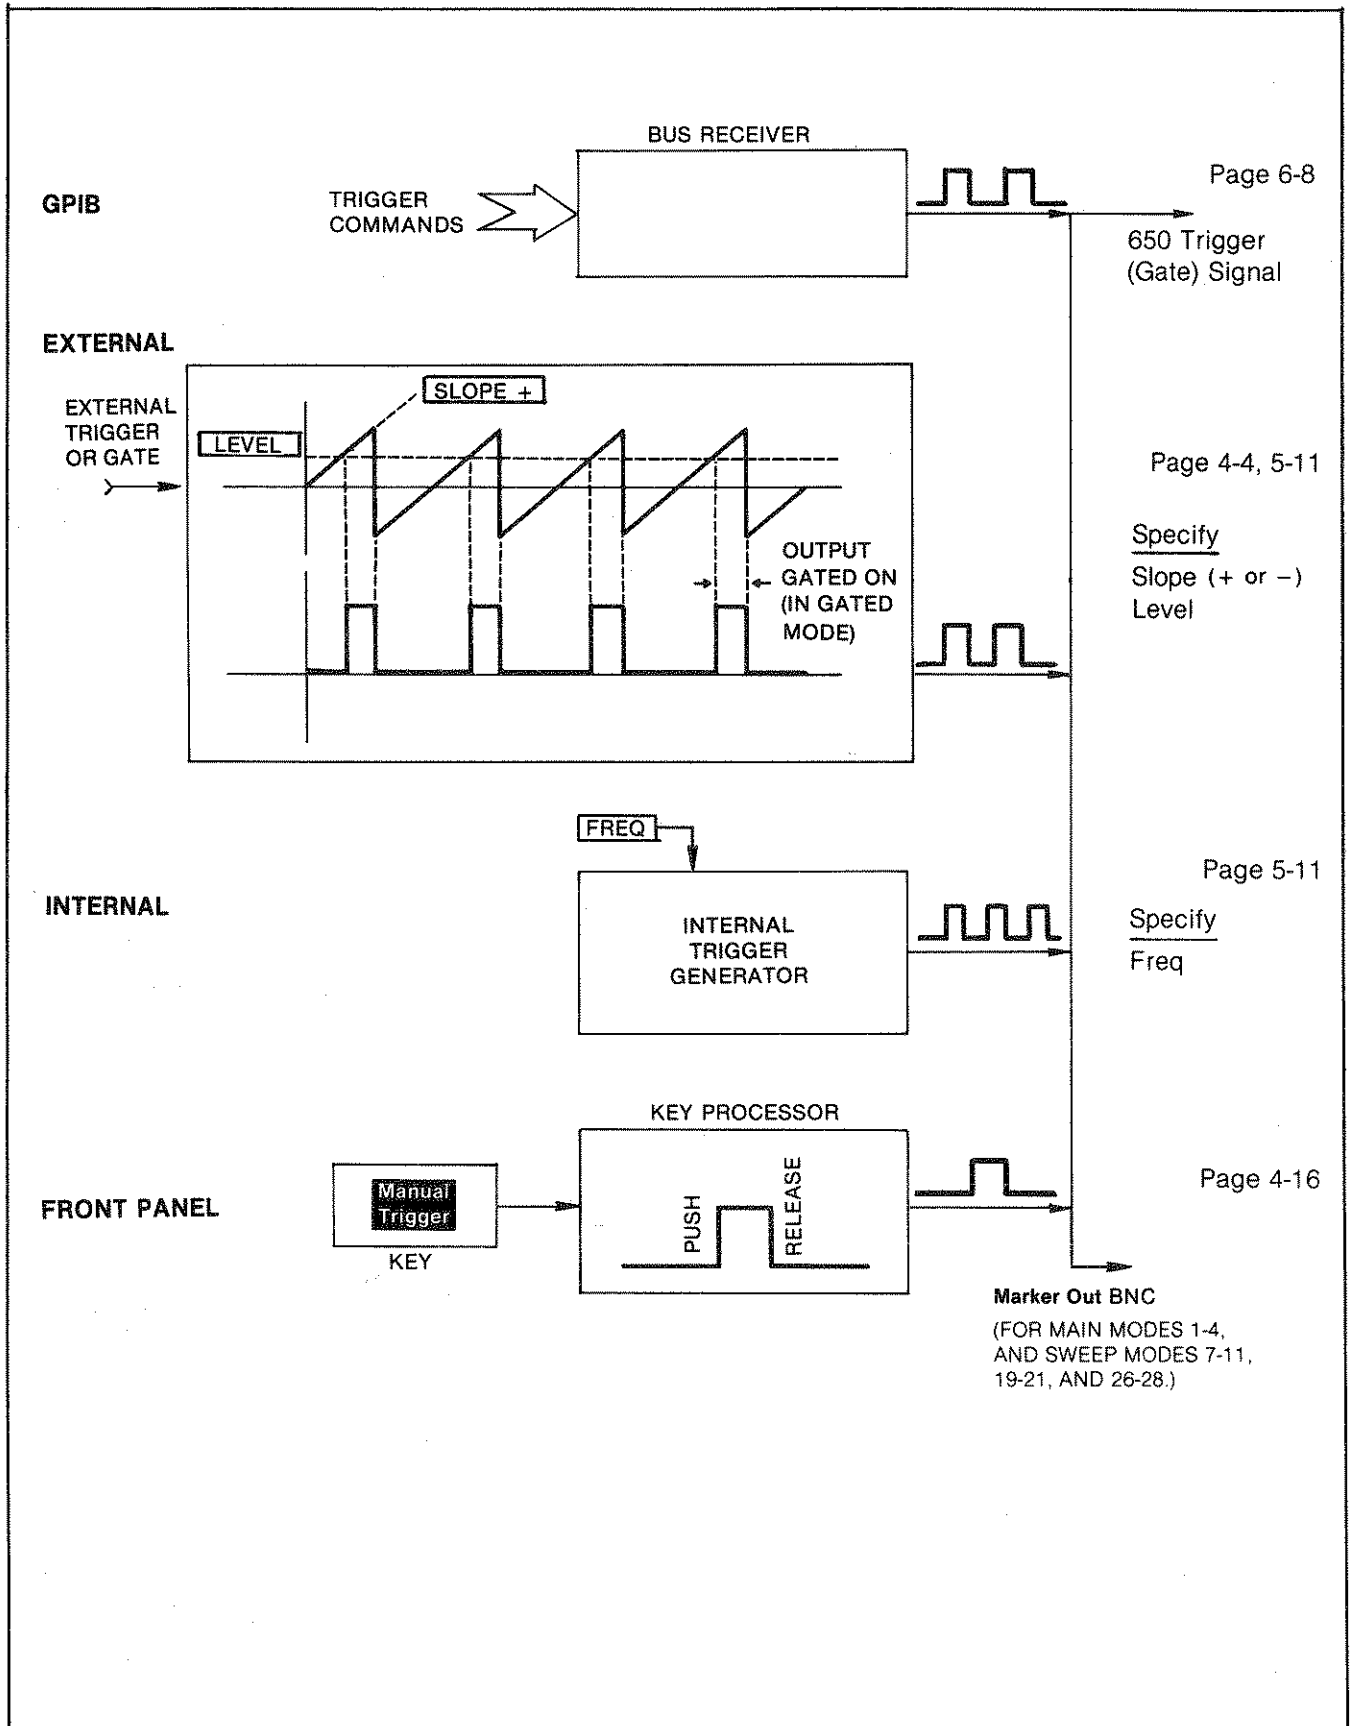 BUS RECEIVER
GPIB
TRIGGER
COMMANDS
Page 6-8
650 Trigger
(Gate) Signal
EXTERNAL
EXTERNAL
TRIGGER
OR GATE
LEVEL
SLOPE +
OUTPUT
GATED ON
(IN GATED
MODE)
Page 4-4, 5-11
Specify
Slope (+ or −)
Level
FREQ
INTERNAL
INTERNAL
TRIGGER
GENERATOR
Page 5-11
Specify
Freq
KEY PROCESSOR
FRONT PANEL
Manual
Trigger
KEY
PUSH
RELEASE
Page 4-16
Marker Out BNC
(FOR MAIN MODES 1-4,
AND SWEEP MODES 7-11,
19-21, AND 26-28.)